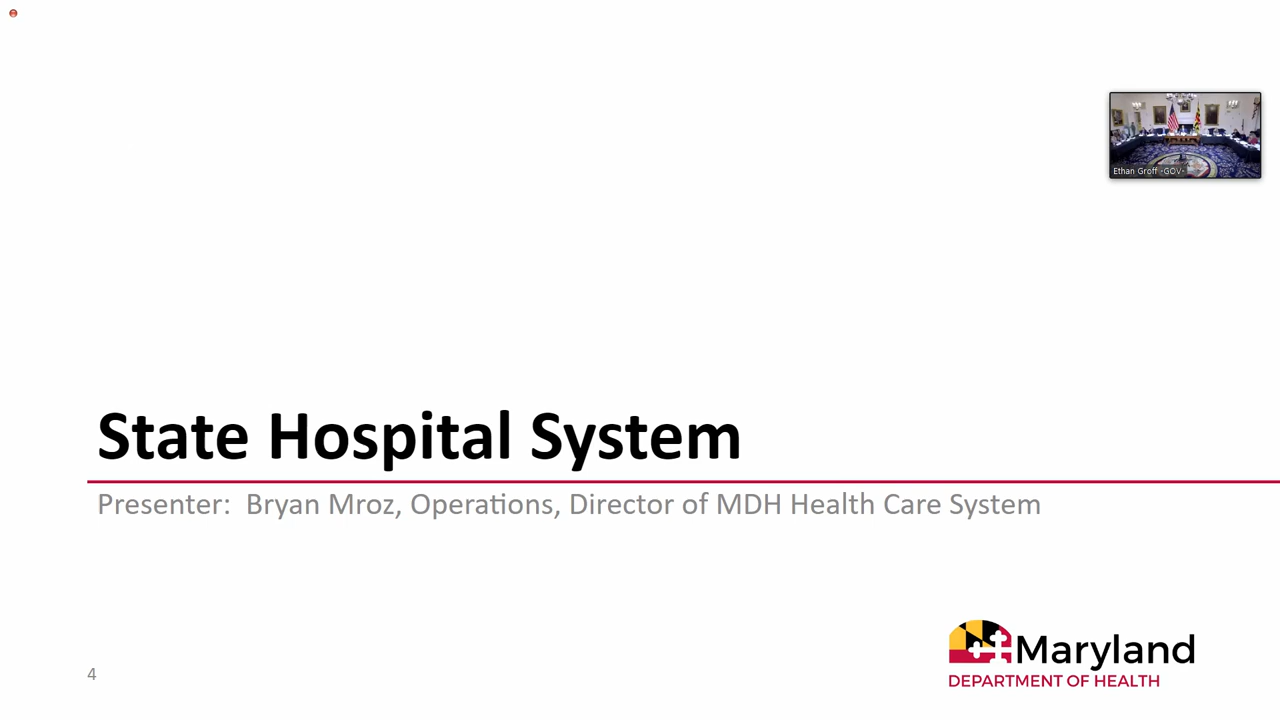 Ethan Groff -GOV-
State Hospital System
Presenter: Bryan Mroz, Operations, Director of MDH Health Care System
4
Maryland
DEPARTMENT OF HEALTH